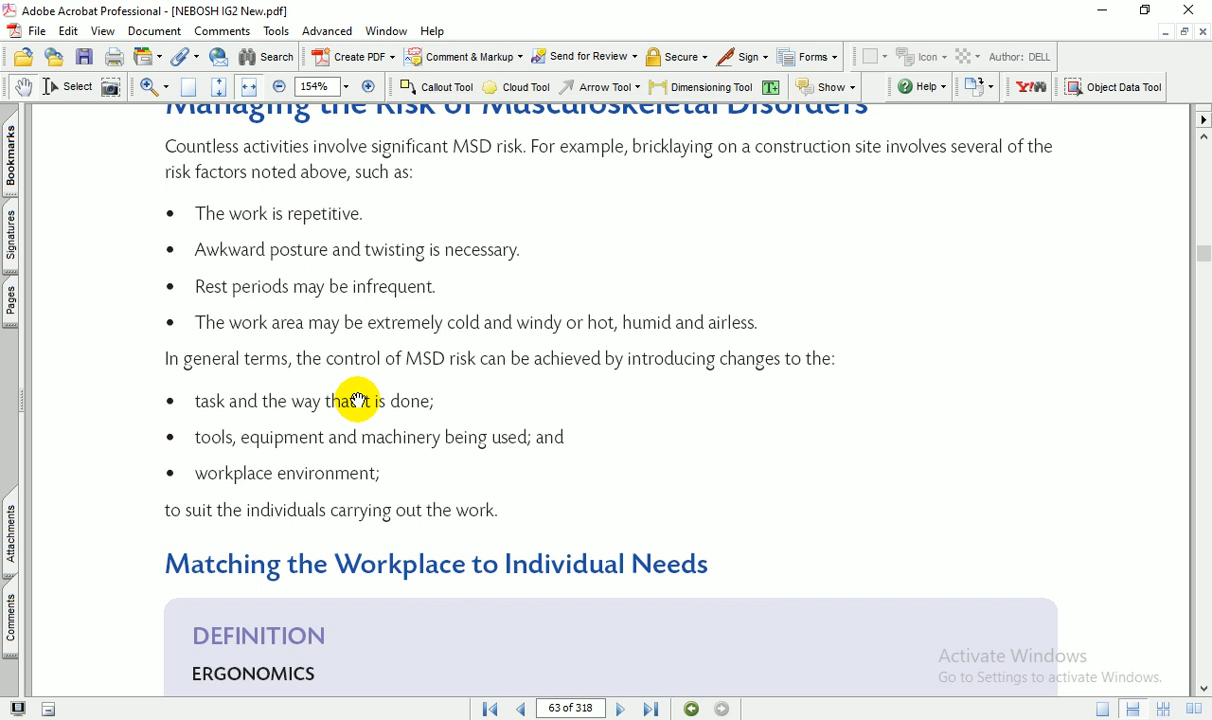 Adobe Acrobat Professional - [NEBOSH IG2 New.pdf]
File Edit View Document Comments Tools Advanced Window Help
Search Create PDF Comment & Markup Send for Review Secure Sign Forms Icon Author: DELL
Select 154% Callout Tool Cloud Tool Arrow Tool Dimensioning Tool Show Help Object Data Tool
Managing the Risk of Musculoskeletal Disorders
Countless activities involve significant MSD risk. For example, bricklaying on a construction site involves several of the
risk factors noted above, such as:
• The work is repetitive.
• Awkward posture and twisting is necessary.
• Rest periods may be infrequent.
• The work area may be extremely cold and windy or hot, humid and airless.
In general terms, the control of MSD risk can be achieved by introducing changes to the:
• task and the way that it is done;
• tools, equipment and machinery being used; and
• workplace environment;
to suit the individuals carrying out the work.
Matching the Workplace to Individual Needs
DEFINITION
ERGONOMICS
Activate Windows
Go to Settings to activate Windows.
Bookmarks
Signatures
Pages
Attachments
Comments
63 of 318